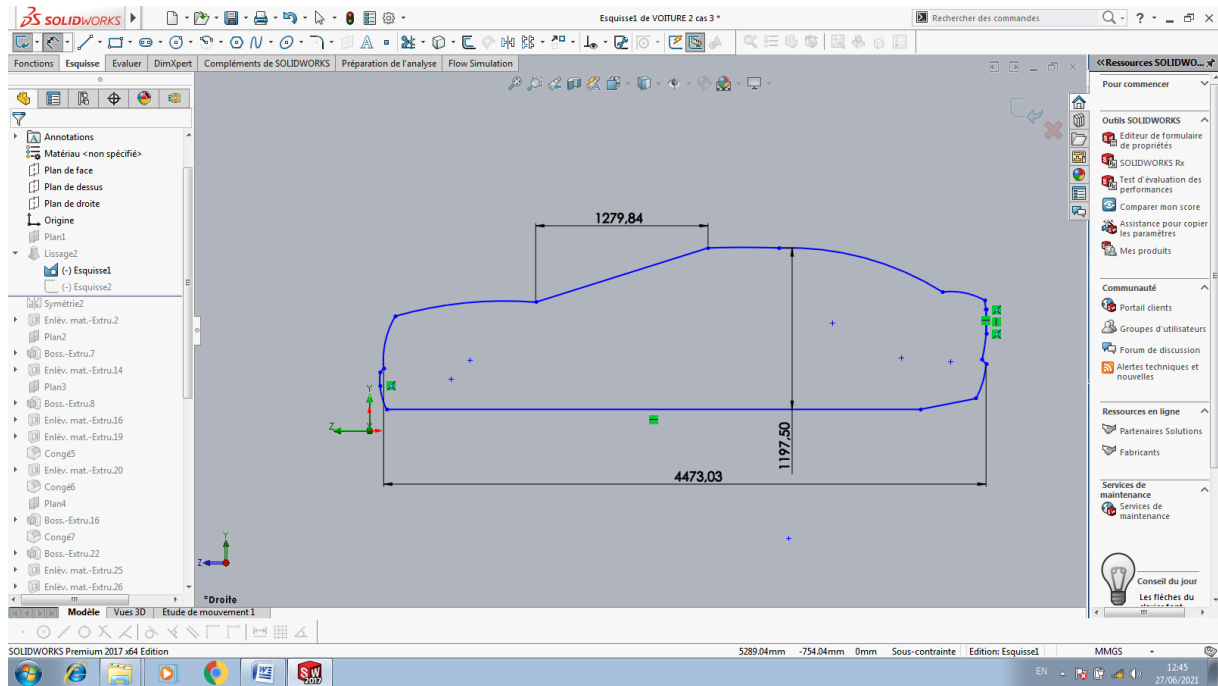 SOLIDWORKS
Esquisse1 de VOITURE 2 cas 3 *
Rechercher des commandes
Fonctions Esquisse Evaluer DimXpert Compléments de SOLIDWORKS Préparation de l'analyse Flow Simulation
Annotations
Matériau <non spécifié>
Plan de face
Plan de dessus
Plan de droite
Origine
Plan1
Lissage2
(-) Esquisse1
(-) Esquisse2
Symétrie2
Enlèv. mat.-Extru.2
Plan2
Boss.-Extru.7
Enlèv. mat.-Extru.14
Plan3
Boss.-Extru.8
Enlèv. mat.-Extru.16
Enlèv. mat.-Extru.19
Congé5
Enlèv. mat.-Extru.20
Congé6
Plan4
Boss.-Extru.16
Congé7
Boss.-Extru.22
Enlèv. mat.-Extru.25
Enlèv. mat.-Extru.26
1279,84
1197,50
4473,03
Y
Z
Y
Z
*Droite
Ressources SOLIDWO...
Pour commencer
Outils SOLIDWORKS
Editeur de formulaire
de propriétés
SOLIDWORKS Rx
Test d'évaluation des
performances
Comparer mon score
Assistance pour copier
les paramètres
Mes produits
Communauté
Portail clients
Groupes d'utilisateurs
Forum de discussion
Alertes techniques et
nouvelles
Ressources en ligne
Partenaires Solutions
Fabricants
Services de
maintenance
Services de
maintenance
Conseil du jour
Les flèches du
Modèle Vues 3D Etude de mouvement 1
SOLIDWORKS Premium 2017 x64 Edition
5289.04mm -754.04mm 0mm Sous-contrainte Edition: Esquisse1 MMGS
EN
12:45
27/06/2021